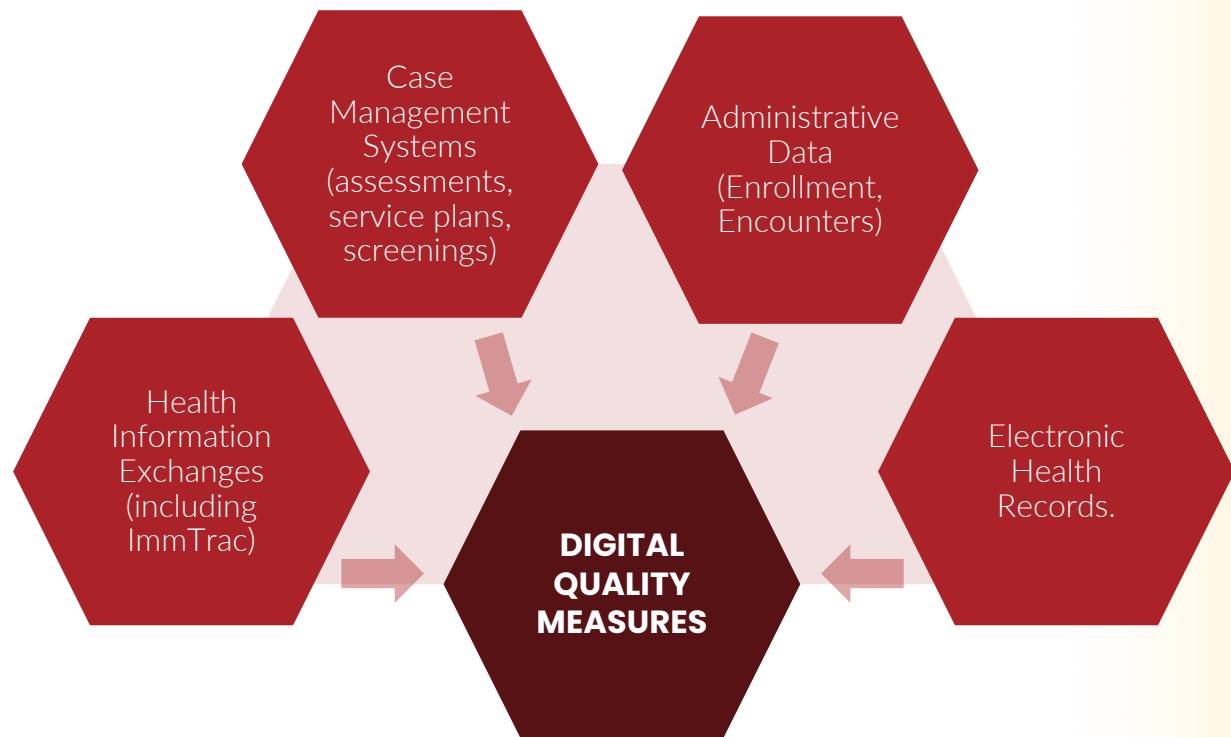 Case
Management
Systems
(assessments,
service plans,
screenings)
Administrative
Data
(Enrollment,
Encounters)
Health
Information
Exchanges
(including
ImmTrac)
Electronic
Health
Records.
DIGITAL
QUALITY
MEASURES